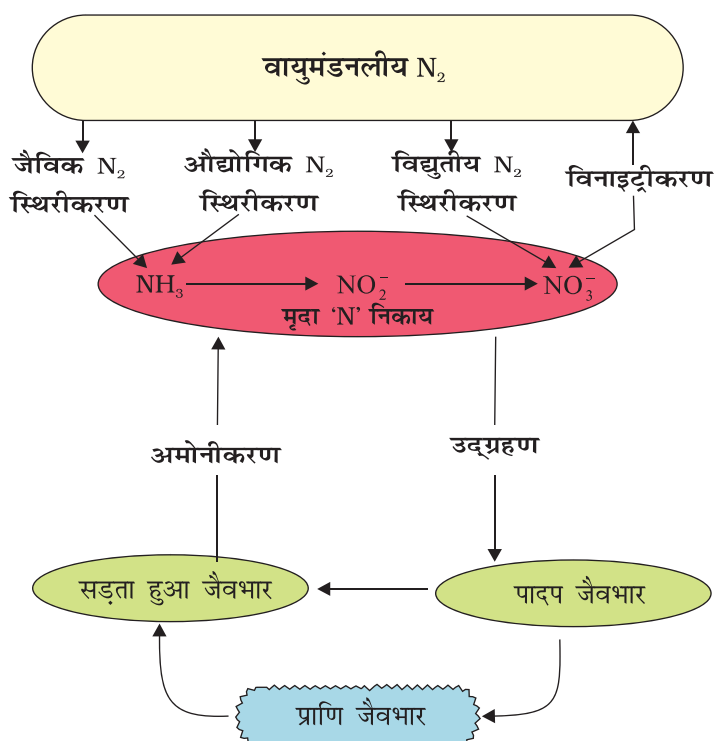 वायुमंडनलीय N₂
जैविक N₂ औद्योगिक N₂ विद्युतीय N₂ विनाइट्रीकरण
स्थिरीकरण स्थिरीकरण स्थिरीकरण
NH₃ NO₂⁻ NO₃⁻
मृदा ‘N’ निकाय
अमोनीकरण उद्ग्रहण
सड़ता हुआ जैवभार पादप जैवभार
प्राणि जैवभार